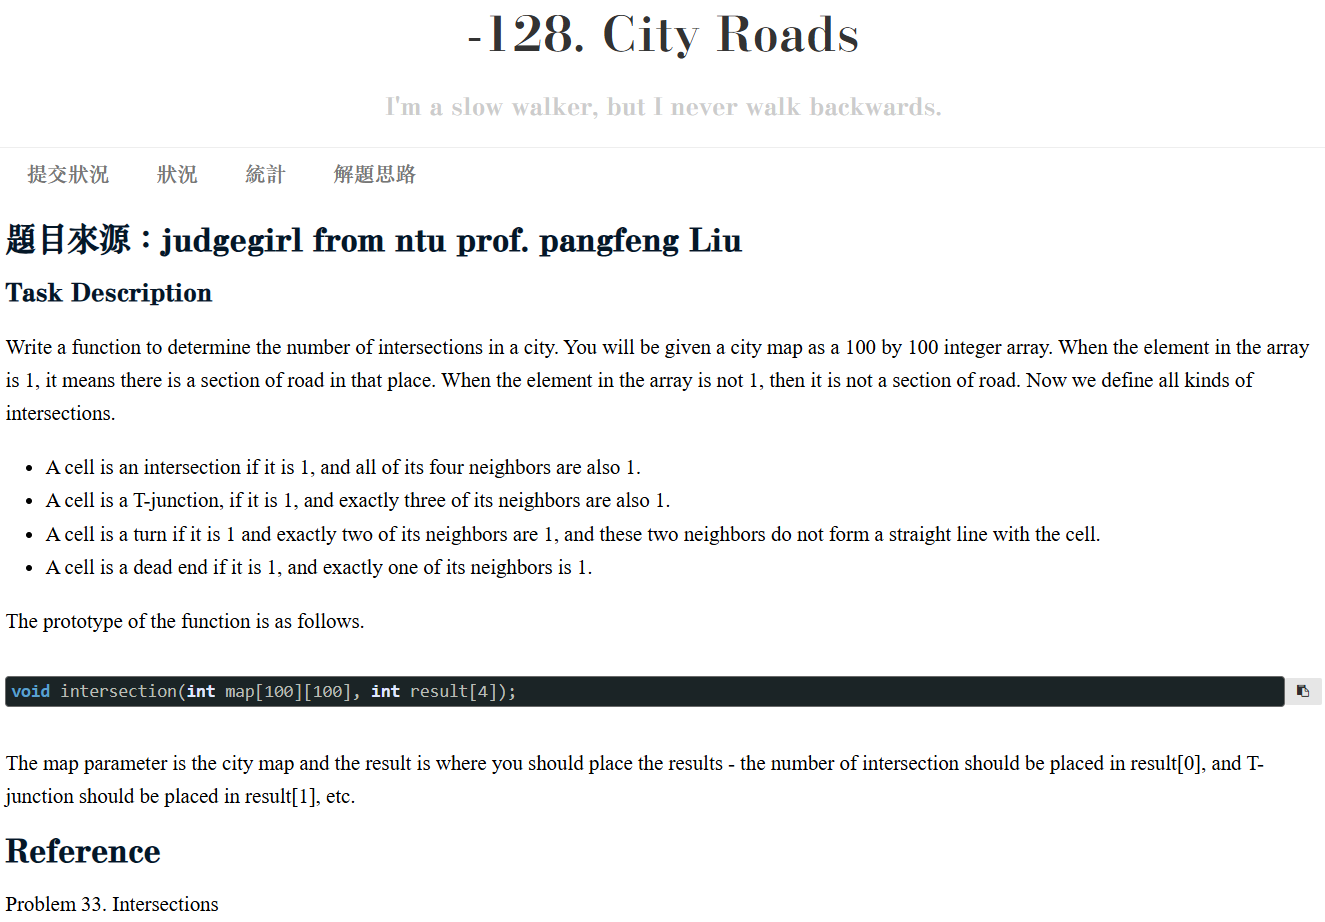 -128. City Roads
I'm a slow walker, but I never walk backwards.
提交狀況 狀況 統計 解題思路
題目來源：judgegirl from ntu prof. pangfeng Liu
Task Description
Write a function to determine the number of intersections in a city. You will be given a city map as a 100 by 100 integer array. When the element in the array
is 1, it means there is a section of road in that place. When the element in the array is not 1, then it is not a section of road. Now we define all kinds of
intersections.
• A cell is an intersection if it is 1, and all of its four neighbors are also 1.
• A cell is a T-junction, if it is 1, and exactly three of its neighbors are also 1.
• A cell is a turn if it is 1 and exactly two of its neighbors are 1, and these two neighbors do not form a straight line with the cell.
• A cell is a dead end if it is 1, and exactly one of its neighbors is 1.
The prototype of the function is as follows.
void intersection(int map[100][100], int result[4]);
The map parameter is the city map and the result is where you should place the results - the number of intersection should be placed in result[0], and T-
junction should be placed in result[1], etc.
Reference
Problem 33. Intersections